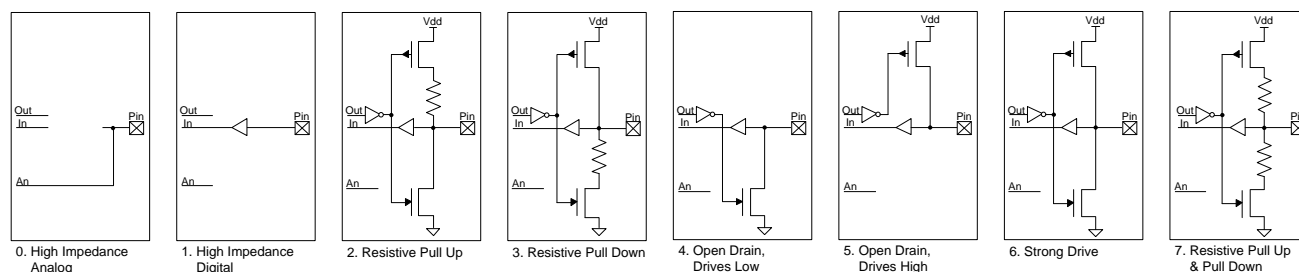 Out
In
Pin
An
0. High Impedance
Analog
Out
In
Pin
An
1. High Impedance
Digital
Vdd
Out
In
Pin
An
2. Resistive Pull Up
Vdd
Out
In
Pin
An
3. Resistive Pull Down
Out
In
Pin
An
4. Open Drain,
Drives Low
Vdd
Out
In
Pin
An
5. Open Drain,
Drives High
Vdd
Out
In
Pin
An
6. Strong Drive
Vdd
Out
In
Pin
An
7. Resistive Pull Up
& Pull Down